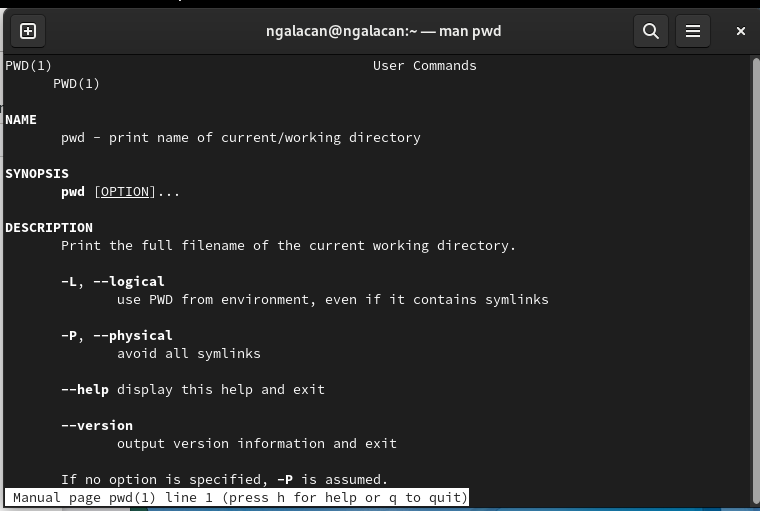 ngalacan@ngalacan:~ — man pwd
PWD(1) User Commands
PWD(1)
NAME
pwd - print name of current/working directory
SYNOPSIS
pwd [OPTION]...
DESCRIPTION
Print the full filename of the current working directory.
-L, --logical
use PWD from environment, even if it contains symlinks
-P, --physical
avoid all symlinks
--help display this help and exit
--version
output version information and exit
If no option is specified, -P is assumed.
Manual page pwd(1) line 1 (press h for help or q to quit)